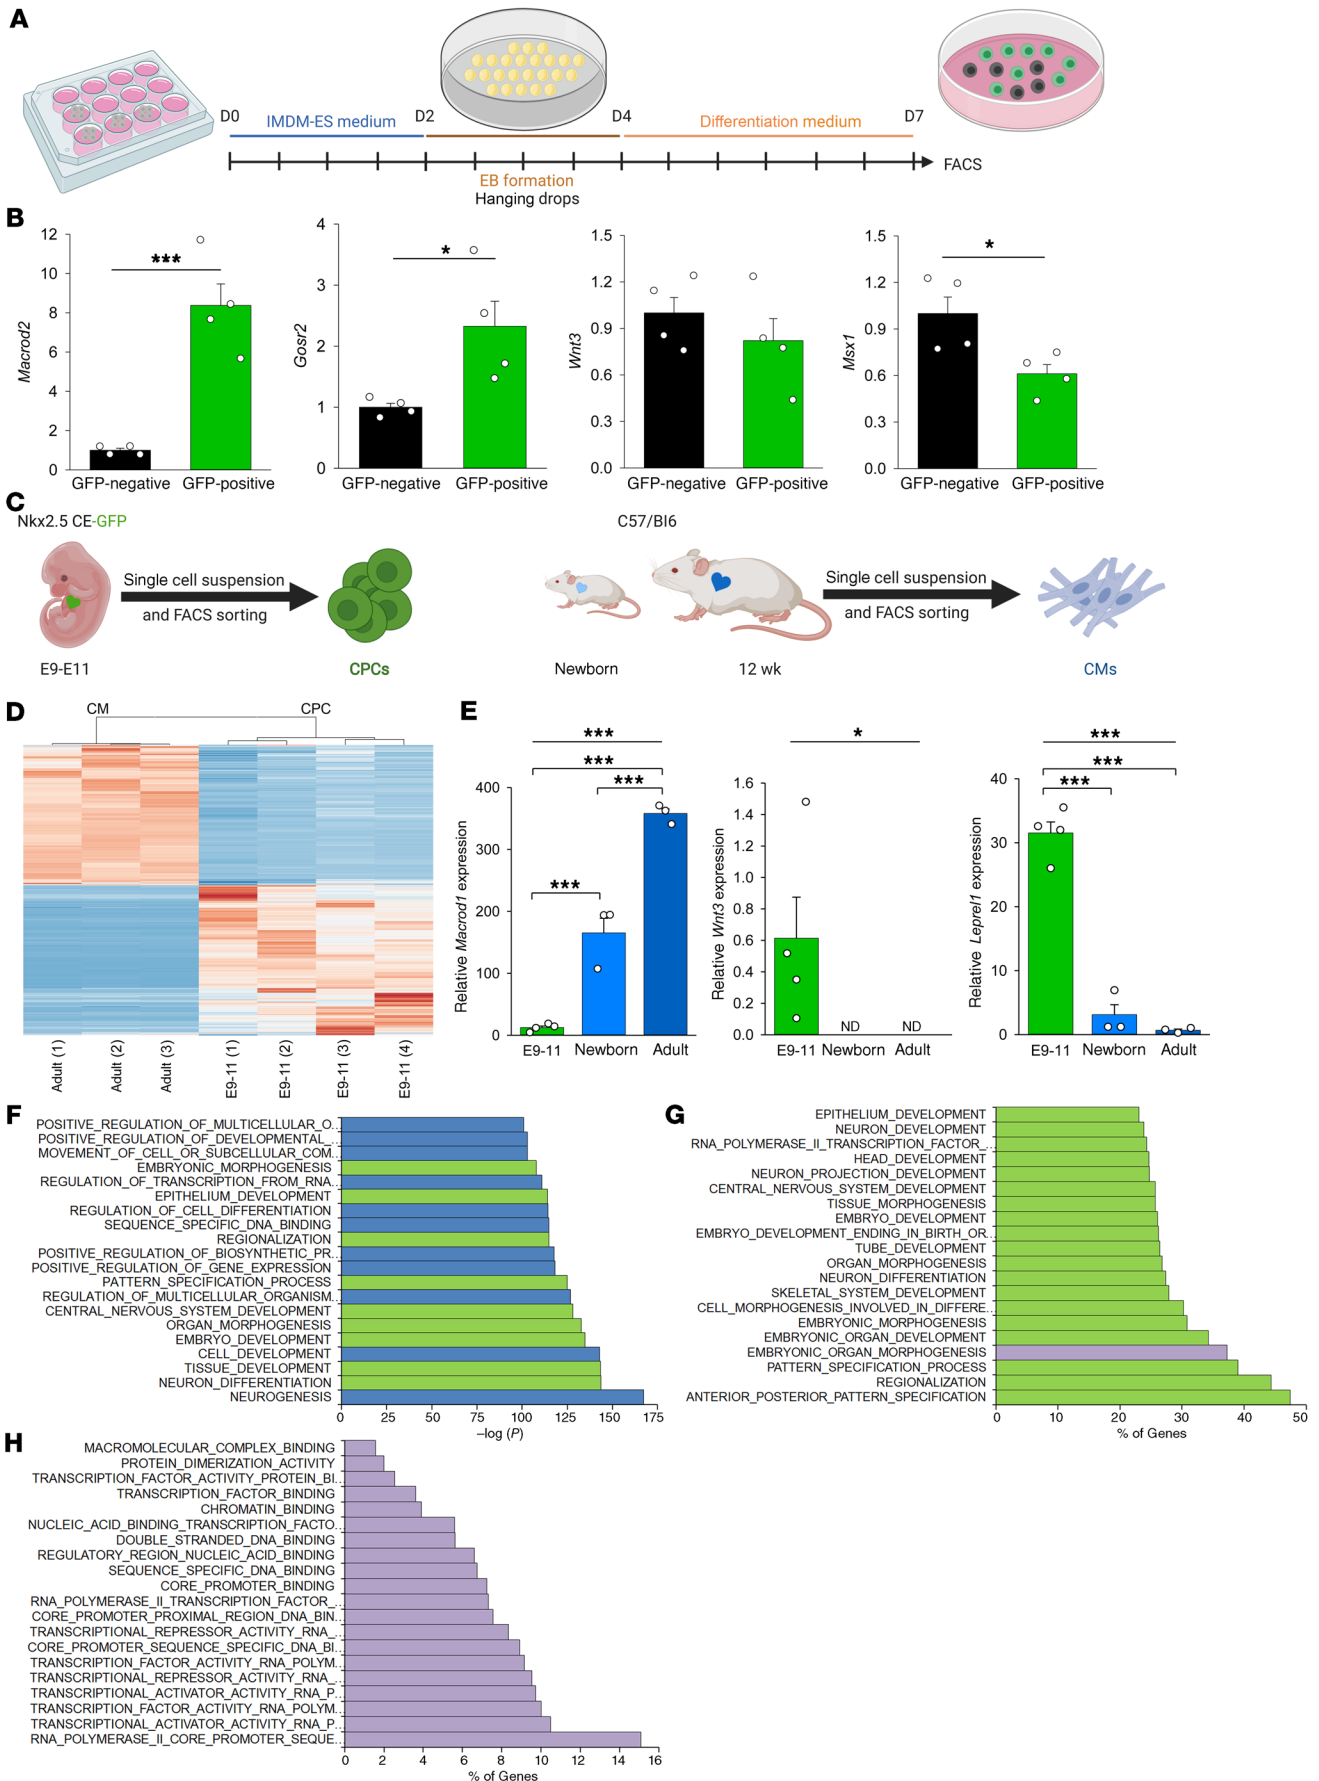 A
D0
IMDM-ES medium
D2
D4
Differentiation medium
D7
FACS
EB formation
Hanging drops
B
Macrod2
12
10
8
6
4
2
0
***
GFP-negative
GFP-positive
Gosr2
4
3
2
1
0
*
GFP-negative
GFP-positive
Wnt3
1.5
1.2
0.9
0.6
0.3
0.0
GFP-negative
GFP-positive
Msx1
1.5
1.2
0.9
0.6
0.3
0.0
*
GFP-negative
GFP-positive
C
Nkx2.5 CE-GFP
E9-E11
Single cell suspension
and FACS sorting
CPCs
C57/Bl6
Newborn
12 wk
Single cell suspension
and FACS sorting
CMs
D
CM
CPC
Adult (1)
Adult (2)
Adult (3)
E9-11 (1)
E9-11 (2)
E9-11 (3)
E9-11 (4)
E
Relative Macrod1 expression
400
300
200
100
0
***
***
***
***
E9-11
Newborn
Adult
Relative Wnt3 expression
1.6
1.4
1.2
1.0
0.8
0.6
0.4
0.2
0.0
*
ND
ND
E9-11
Newborn
Adult
Relative Leprel1 expression
40
30
20
10
0
***
***
***
E9-11
Newborn
Adult
F
POSITIVE_REGULATION_OF_MULTICELLULAR_O...
POSITIVE_REGULATION_OF_DEVELOPMENTAL_...
MOVEMENT_OF_CELL_OR_SUBCELLULAR_COM...
EMBRYONIC_MORPHOGENESIS
REGULATION_OF_TRANSCRIPTION_FROM_RNA...
EPITHELIUM_DEVELOPMENT
REGULATION_OF_CELL_DIFFERENTIATION
SEQUENCE_SPECIFIC_DNA_BINDING
REGIONALIZATION
POSITIVE_REGULATION_OF_BIOSYNTHETIC_PR...
POSITIVE_REGULATION_OF_GENE_EXPRESSION
PATTERN_SPECIFICATION_PROCESS
REGULATION_OF_MULTICELLULAR_ORGANISM...
CENTRAL_NERVOUS_SYSTEM_DEVELOPMENT
ORGAN_MORPHOGENESIS
EMBRYO_DEVELOPMENT
CELL_DEVELOPMENT
TISSUE_DEVELOPMENT
NEURON_DIFFERENTIATION
NEUROGENESIS
0 25 50 75 100 125 150 175
–log (P)
G
EPITHELIUM_DEVELOPMENT
NEURON_DEVELOPMENT
RNA_POLYMERASE_II_TRANSCRIPTION_FACTOR_...
HEAD_DEVELOPMENT
NEURON_PROJECTION_DEVELOPMENT
CENTRAL_NERVOUS_SYSTEM_DEVELOPMENT
TISSUE_MORPHOGENESIS
EMBRYO_DEVELOPMENT
EMBRYO_DEVELOPMENT_ENDING_IN_BIRTH_OR...
TUBE_DEVELOPMENT
ORGAN_MORPHOGENESIS
NEURON_DIFFERENTIATION
SKELETAL_SYSTEM_DEVELOPMENT
CELL_MORPHOGENESIS_INVOLVED_IN_DIFFERE...
EMBRYONIC_MORPHOGENESIS
EMBRYONIC_ORGAN_DEVELOPMENT
EMBRYONIC_ORGAN_MORPHOGENESIS
PATTERN_SPECIFICATION_PROCESS
REGIONALIZATION
ANTERIOR_POSTERIOR_PATTERN_SPECIFICATION
0 10 20 30 40 50
% of Genes
H
MACROMOLECULAR_COMPLEX_BINDING
PROTEIN_DIMERIZATION_ACTIVITY
TRANSCRIPTION_FACTOR_ACTIVITY_PROTEIN_BI...
TRANSCRIPTION_FACTOR_BINDING
CHROMATIN_BINDING
NUCLEIC_ACID_BINDING_TRANSCRIPTION_FACTO...
DOUBLE_STRANDED_DNA_BINDING
REGULATORY_REGION_NUCLEIC_ACID_BINDING
SEQUENCE_SPECIFIC_DNA_BINDING
CORE_PROMOTER_BINDING
RNA_POLYMERASE_II_TRANSCRIPTION_FACTOR_...
CORE_PROMOTER_PROXIMAL_REGION_DNA_BIN...
TRANSCRIPTIONAL_REPRESSOR_ACTIVITY_RNA_...
CORE_PROMOTER_SEQUENCE_SPECIFIC_DNA_BI...
TRANSCRIPTION_FACTOR_ACTIVITY_RNA_POLYM...
TRANSCRIPTIONAL_REPRESSOR_ACTIVITY_RNA_...
TRANSCRIPTIONAL_ACTIVATOR_ACTIVITY_RNA_P...
TRANSCRIPTION_FACTOR_ACTIVITY_RNA_POLYM...
TRANSCRIPTIONAL_ACTIVATOR_ACTIVITY_RNA_P...
RNA_POLYMERASE_II_CORE_PROMOTER_SEQUE...
0 2 4 6 8 10 12 14 16
% of Genes